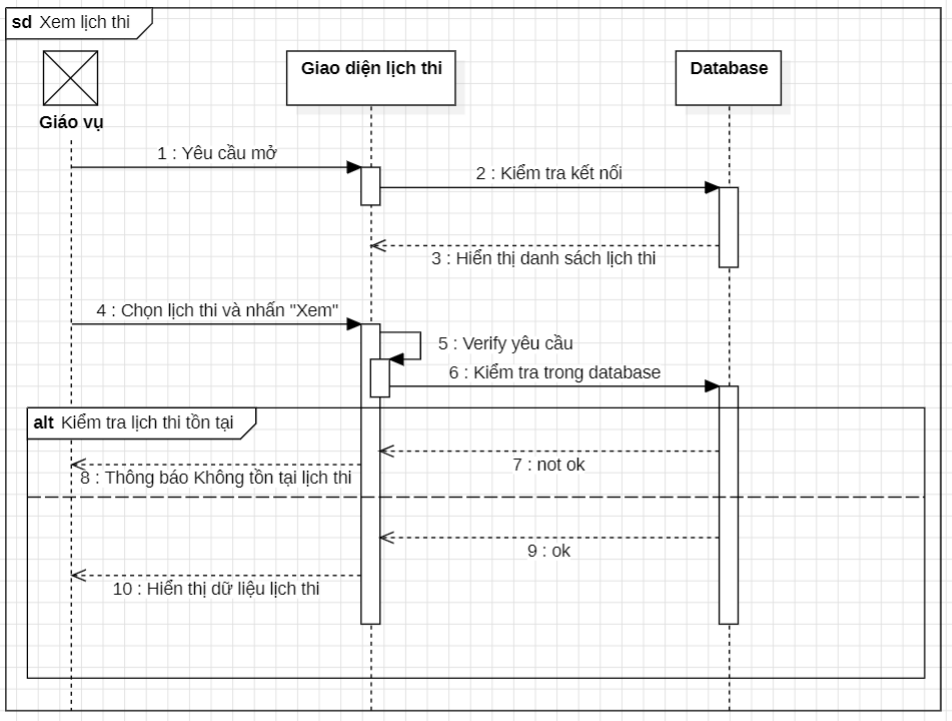 sd Xem lịch thi
Giáo vụ
Giao diện lịch thi
Database
1 : Yêu cầu mở
2 : Kiểm tra kết nối
3 : Hiển thị danh sách lịch thi
4 : Chọn lịch thi và nhấn "Xem"
5 : Verify yêu cầu
6 : Kiểm tra trong database
alt Kiểm tra lịch thi tồn tại
7 : not ok
8 : Thông báo Không tồn tại lịch thi
9 : ok
10 : Hiển thị dữ liệu lịch thi